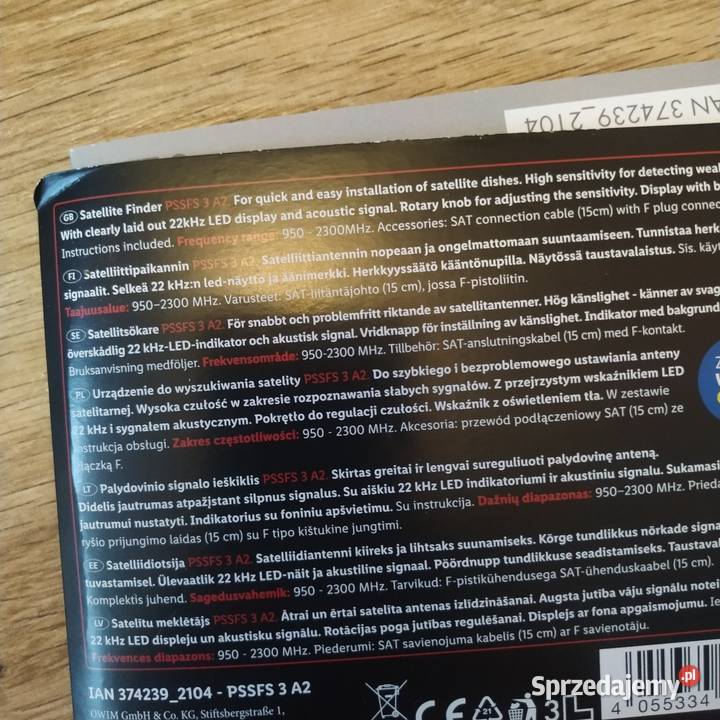 AN 374239_2104
GB Satellite Finder PSSFS 3 A2. For quick and easy installation of satellite dishes. High sensitivity for detecting weak
With clearly laid out 22kHz LED display and acoustic signal. Rotary knob for adjusting the sensitivity. Display with b
Instructions included. Frequency range: 950 - 2300MHz. Accessories: SAT connection cable (15cm) with F plug connec
FI Satelliittipaikannin PSSFS 3 A2. Satelliittiantennin nopeaan ja ongelmattomaan suuntaamiseen. Tunnistaa herk
signaalit. Selkeä 22 kHz:n led-näyttö ja äänimerkki. Herkkyyssäätö kääntönupilla. Näytössä taustavalaistus. Sis. käyt
Taajuusalue: 950–2300 MHz. Varusteet: SAT-liitäntäjohto (15 cm), jossa F-pistoliitin.
SE Satellitsökare PSSFS 3 A2. För snabbt och problemfritt riktande av satellitantenner. Hög känslighet - känner av svag
överskådlig 22 kHz-LED-indikator och akustisk signal. Vridknapp för inställning av känslighet. Indikator med bakgrund
Bruksanvisning medföljer. Frekvensområde: 950-2300 MHz. Tillbehör: SAT-anslutningskabel (15 cm) med F-kontakt.
PL Urządzenie do wyszukiwania satelity PSSFS 3 A2. Do szybkiego i bezproblemowego ustawiania anteny
satelitarnej. Wysoka czułość w zakresie rozpoznawania słabych sygnałów. Z przejrzystym wskaźnikiem LED
22 kHz i sygnałem akustycznym. Pokrętło do regulacji czułości. Wskaźnik z oświetleniem tła. W zestawie
instrukcja obsługi. Zakres częstotliwości: 950 - 2300 MHz. Akcesoria: przewód podłączeniowy SAT (15 cm) ze
złączką F.
LT Palydovinio signalo ieškiklis PSSFS 3 A2. Skirtas greitai ir lengvai sureguliuoti palydovinę anteną.
Didelis jautrumas atpažįstant silpnus signalus. Su aiškiu 22 kHz LED indikatoriumi ir akustiniu signalu. Sukamasi
jautrumui nustatyti. Indikatorius su foniniu apšvietimu. Su instrukcija. Dažnių diapazonas: 950–2300 MHz. Prieda
ryšio prijungimo laidas (15 cm) su F tipo kištukine jungtimi.
EE Satelliidiotsija PSSFS 3 A2. Satelliidiantenni kiireks ja lihtsaks suunamiseks. Kõrge tundlikkus nõrkade signa
tuvastamisel. Ülevaatlik 22 kHz LED-näit ja akustiline signaal. Pöördnupp tundlikkuse seadistamiseks. Taustaval
Komplektis juhend. Sagedusvahemik: 950 - 2300 MHz. Tarvikud: F-pistikühendusega SAT-ühenduskaabel (15 cm).
LV Satelītu meklētājs PSSFS 3 A2. Ātrai un ērtai satelīta antenas izlīdzināšanai. Augsta jutība vāju signālu notei
22 kHz LED displeju un akustisku signālu. Rotācijas poga jutības regulēšanai. Displejs ar fona apgaismojumu. Ie
Frekvences diapazons: 950 - 2300 MHz. Piederumi: SAT savienojuma kabelis (15 cm) ar F savienotāju.
IAN 374239_2104 - PSSFS 3 A2
OWIM GmbH & Co. KG, Stiftsbergstraße 1,
CE 21 3
4 055334
Sprzedajemy.pl